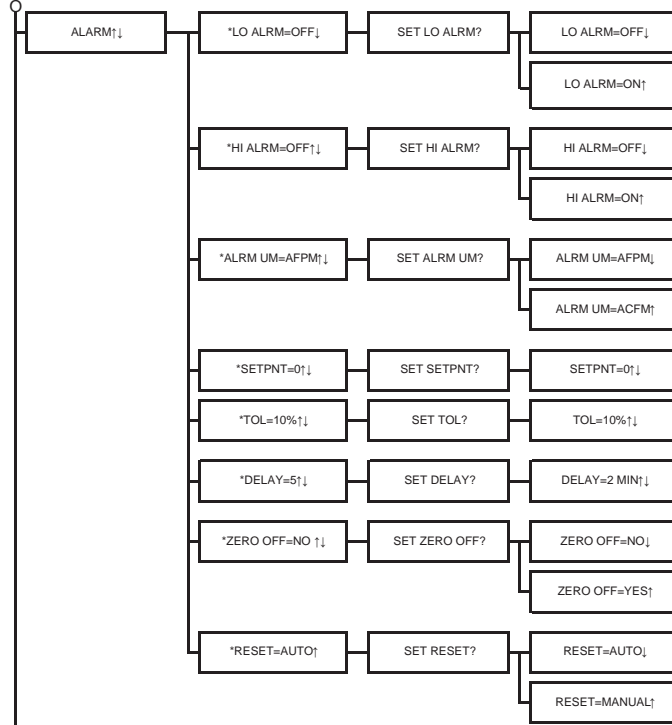 ALARM↑↓ *LO ALRM=OFF↓ SET LO ALRM? LO ALRM=OFF↓
LO ALRM=ON↑
*HI ALRM=OFF↑↓ SET HI ALRM? HI ALRM=OFF↓
HI ALRM=ON↑
*ALRM UM=AFPM↑↓ SET ALRM UM? ALRM UM=AFPM↓
ALRM UM=ACFM↑
*SETPNT=0↑↓ SET SETPNT? SETPNT=0↑↓
*TOL=10%↑↓ SET TOL? TOL=10%↑↓
*DELAY=5↑↓ SET DELAY? DELAY=2 MIN↑↓
*ZERO OFF=NO ↑↓ SET ZERO OFF? ZERO OFF=NO↓
ZERO OFF=YES↑
*RESET=AUTO↑ SET RESET? RESET=AUTO↓
RESET=MANUAL↑